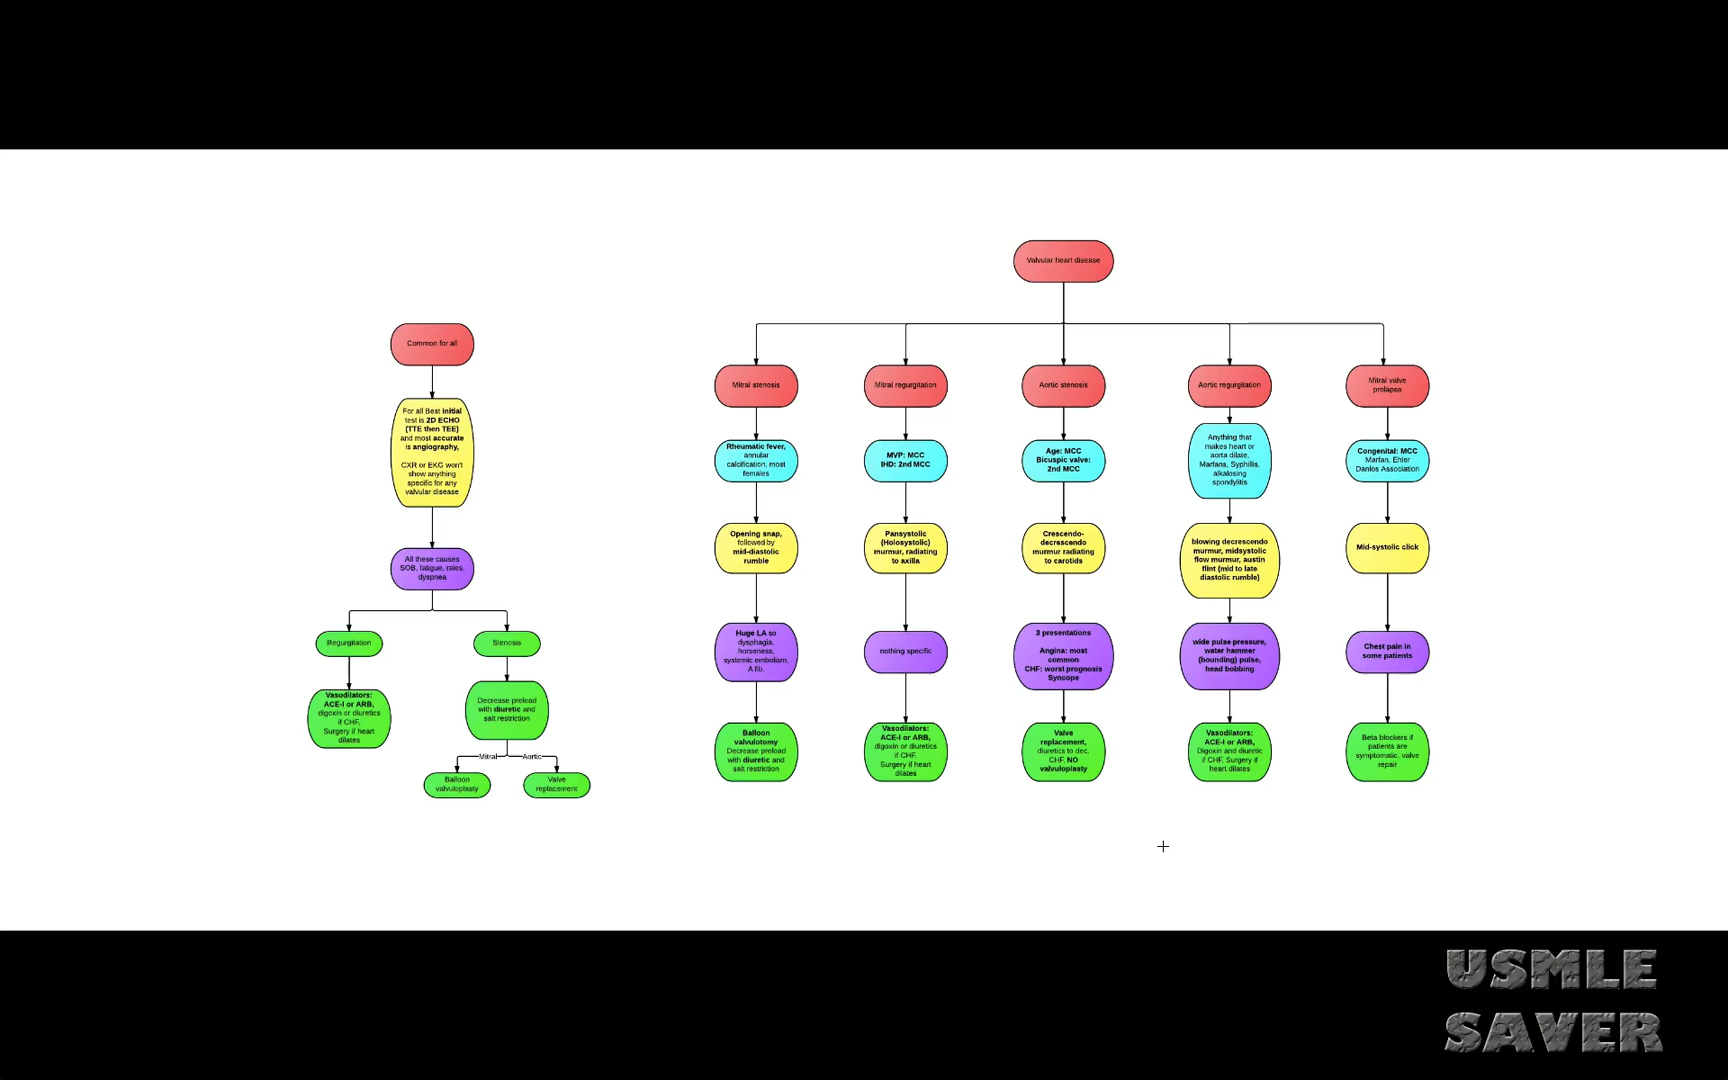 Valvular heart disease
Common for all
For all Best initial
test is 2D ECHO
(TTE then TEE)
and most accurate
is angiography,
CXR or EKG won't
show anything
specific for any
valvular disease
All these causes
SOB, fatigue, rales,
dyspnea
Regurgitation
Vasodilators:
ACE-I or ARB,
digoxin or diuretics
if CHF,
Surgery if heart
dilates
Stenosis
Decrease preload
with diuretic and
salt restriction
Mitral
Aortic
Balloon
valvuloplasty
Valve
replacement
Mitral stenosis
Rheumatic fever,
annular
calcification, most
females
Opening snap,
followed by
mid-diastolic
rumble
Huge LA so
dysphagia,
horseness,
systemic embolism,
A fib.
Balloon
valvulotomy
Decrease preload
with diuretic and
salt restriction
Mitral regurgitation
MVP: MCC
IHD: 2nd MCC
Pansystolic
(Holosystolic)
murmur, radiating
to axilla
nothing specific
Vasodilators:
ACE-I or ARB,
digoxin or diuretics
if CHF,
Surgery if heart
dilates
Aortic stenosis
Age: MCC
Bicuspic valve:
2nd MCC
Crescendo-
decrescendo
murmur radiating
to carotids
3 presentations
Angina: most
common
CHF: worst prognosis
Syncope
Valve
replacement,
diuretics to dec.
CHF. NO
valvuloplasty
Aortic regurgitation
Anything that
makes heart or
aorta dilate,
Marfans, Syphillis,
alkalosing
spondylitis
blowing decrescendo
murmur, midsystolic
flow murmur, austin
flint (mid to late
diastolic rumble)
wide pulse pressure,
water hammer
(bounding) pulse,
head bobbing
Vasodilators:
ACE-I or ARB,
Digoxin and diuretic
if CHF, Surgery if
heart dilates
Mitral valve
prolapse
Congenital: MCC
Marfan, Ehler
Danlos Association
Mid-systolic click
Chest pain in
some patients
Beta blockers if
patients are
symptomatic, valve
repair
USMLE
SAVER